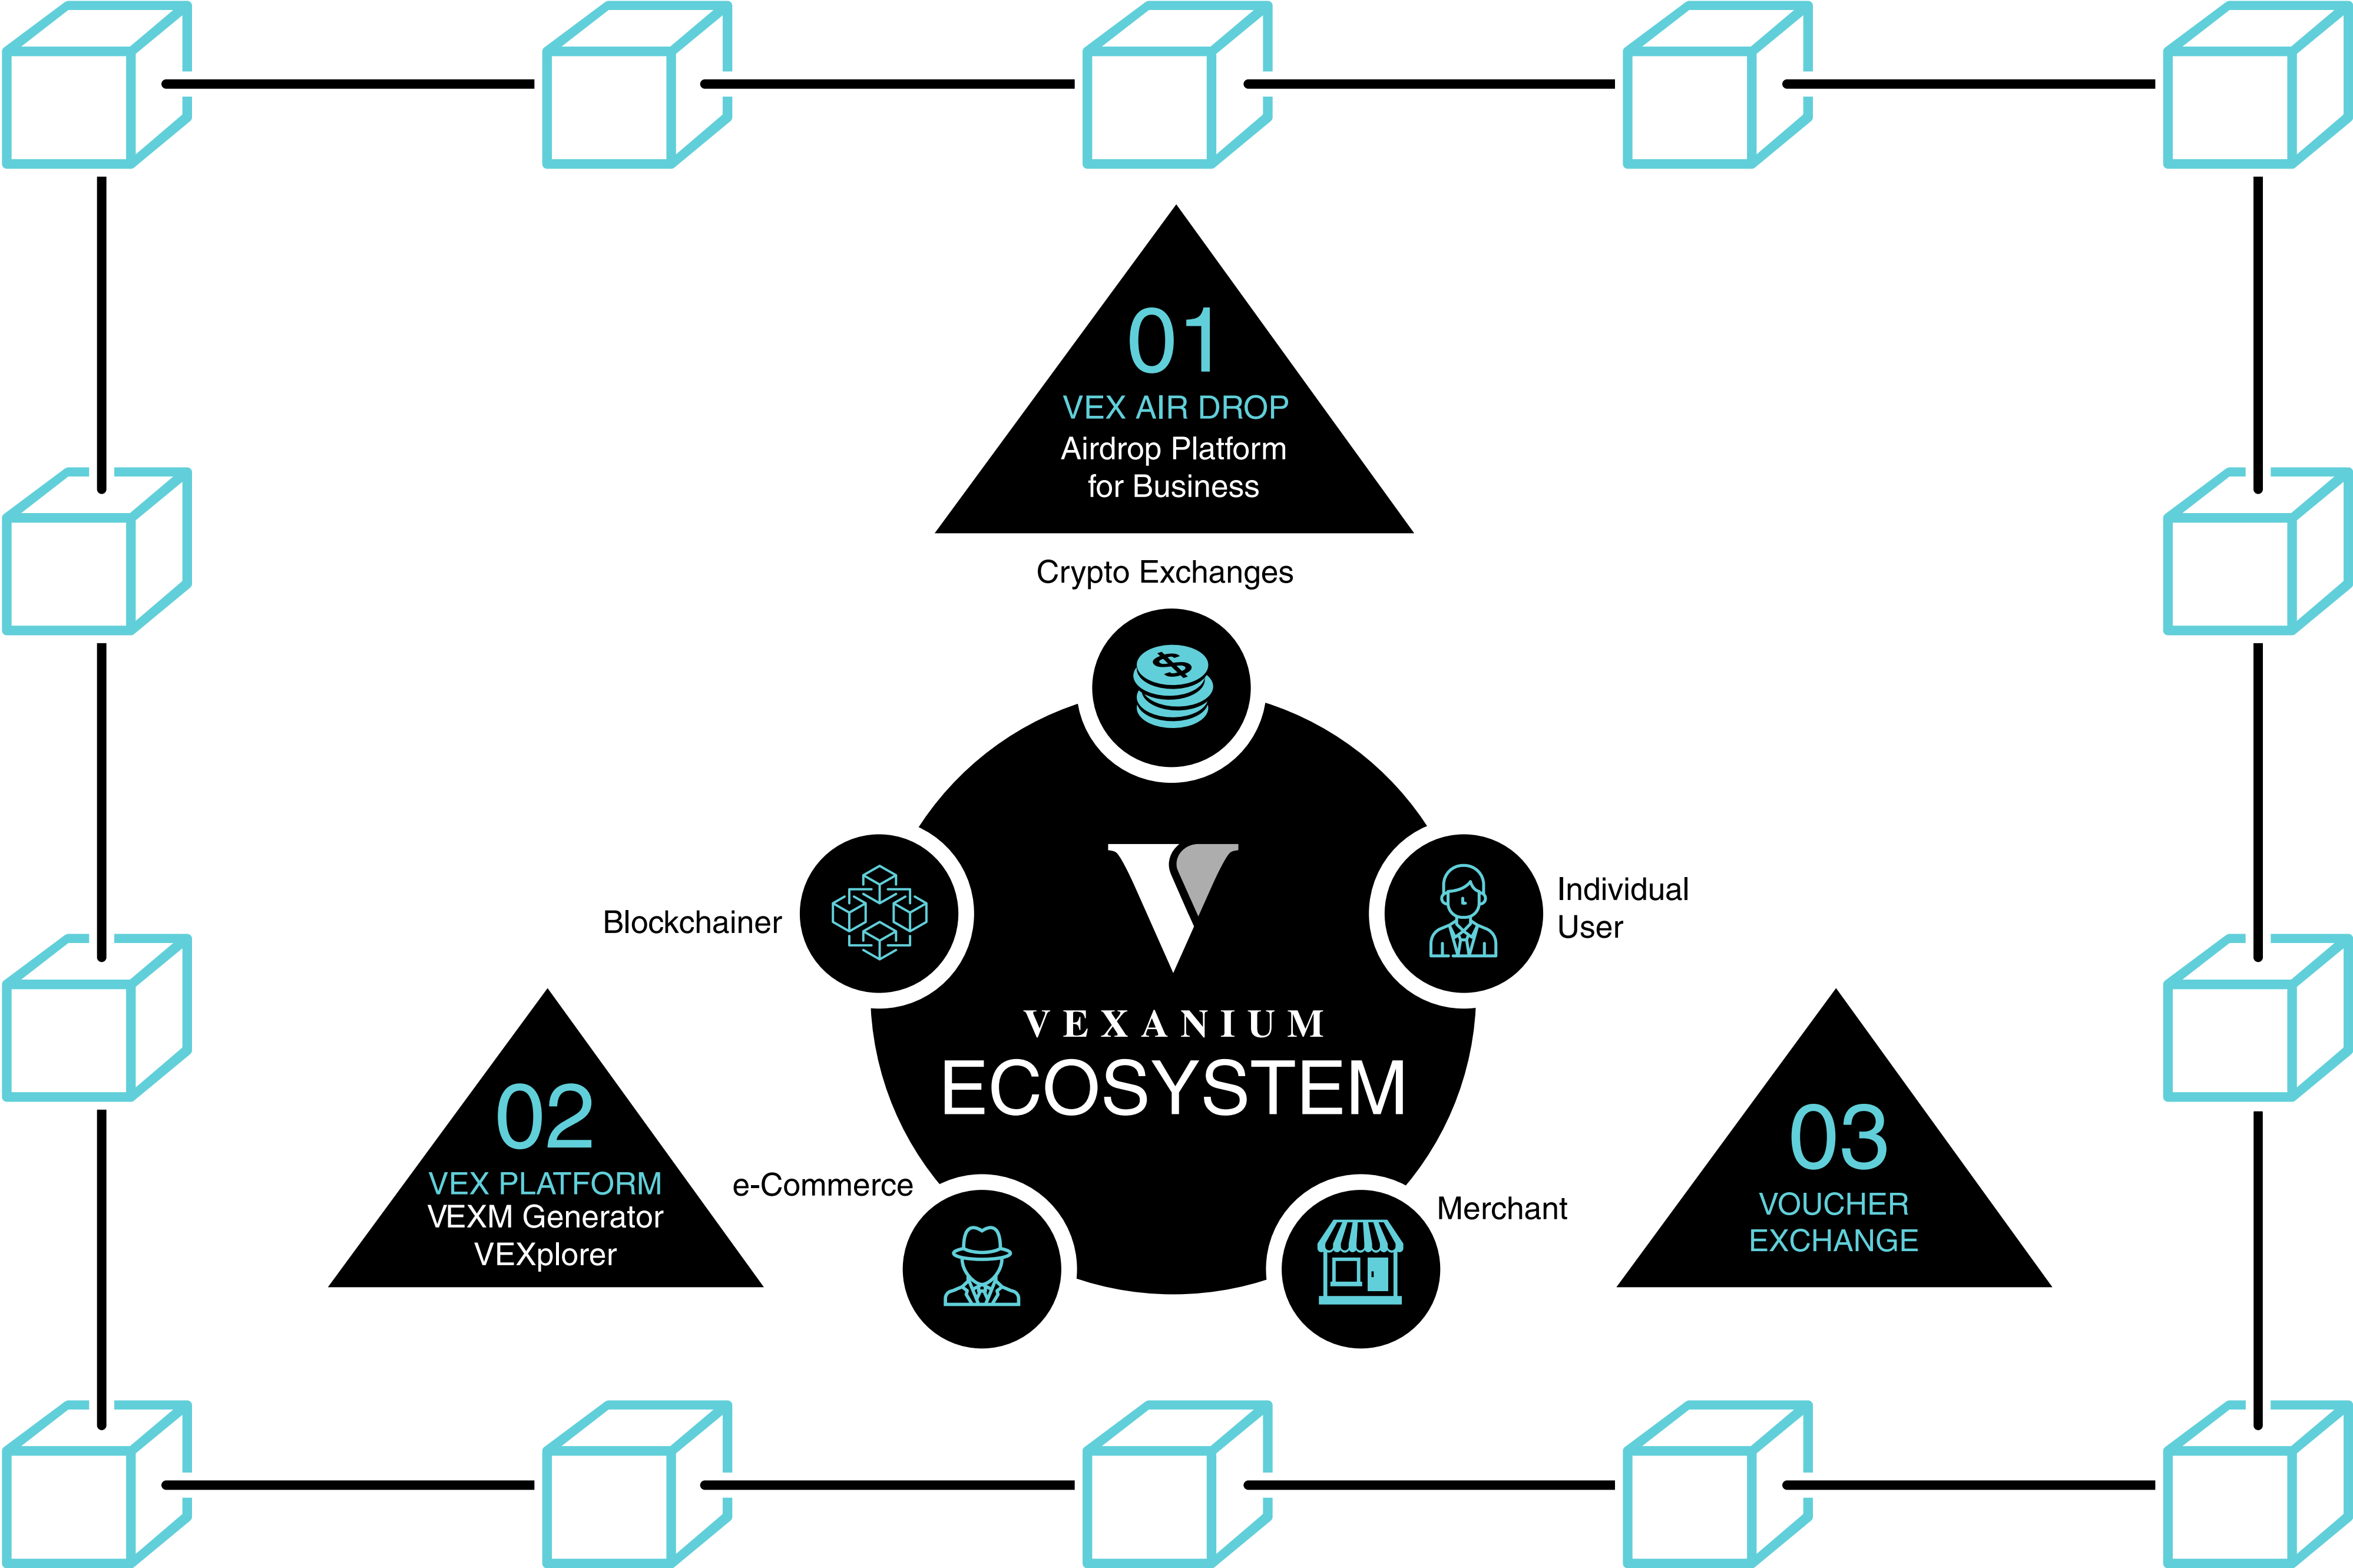 01
VEX AIR DROP
Airdrop Platform
for Business
Crypto Exchanges
Blockchainer
Individual
User
VEXANIUM
ECOSYSTEM
02
VEX PLATFORM
VEXM Generator
VEXplorer
e-Commerce
Merchant
03
VOUCHER
EXCHANGE